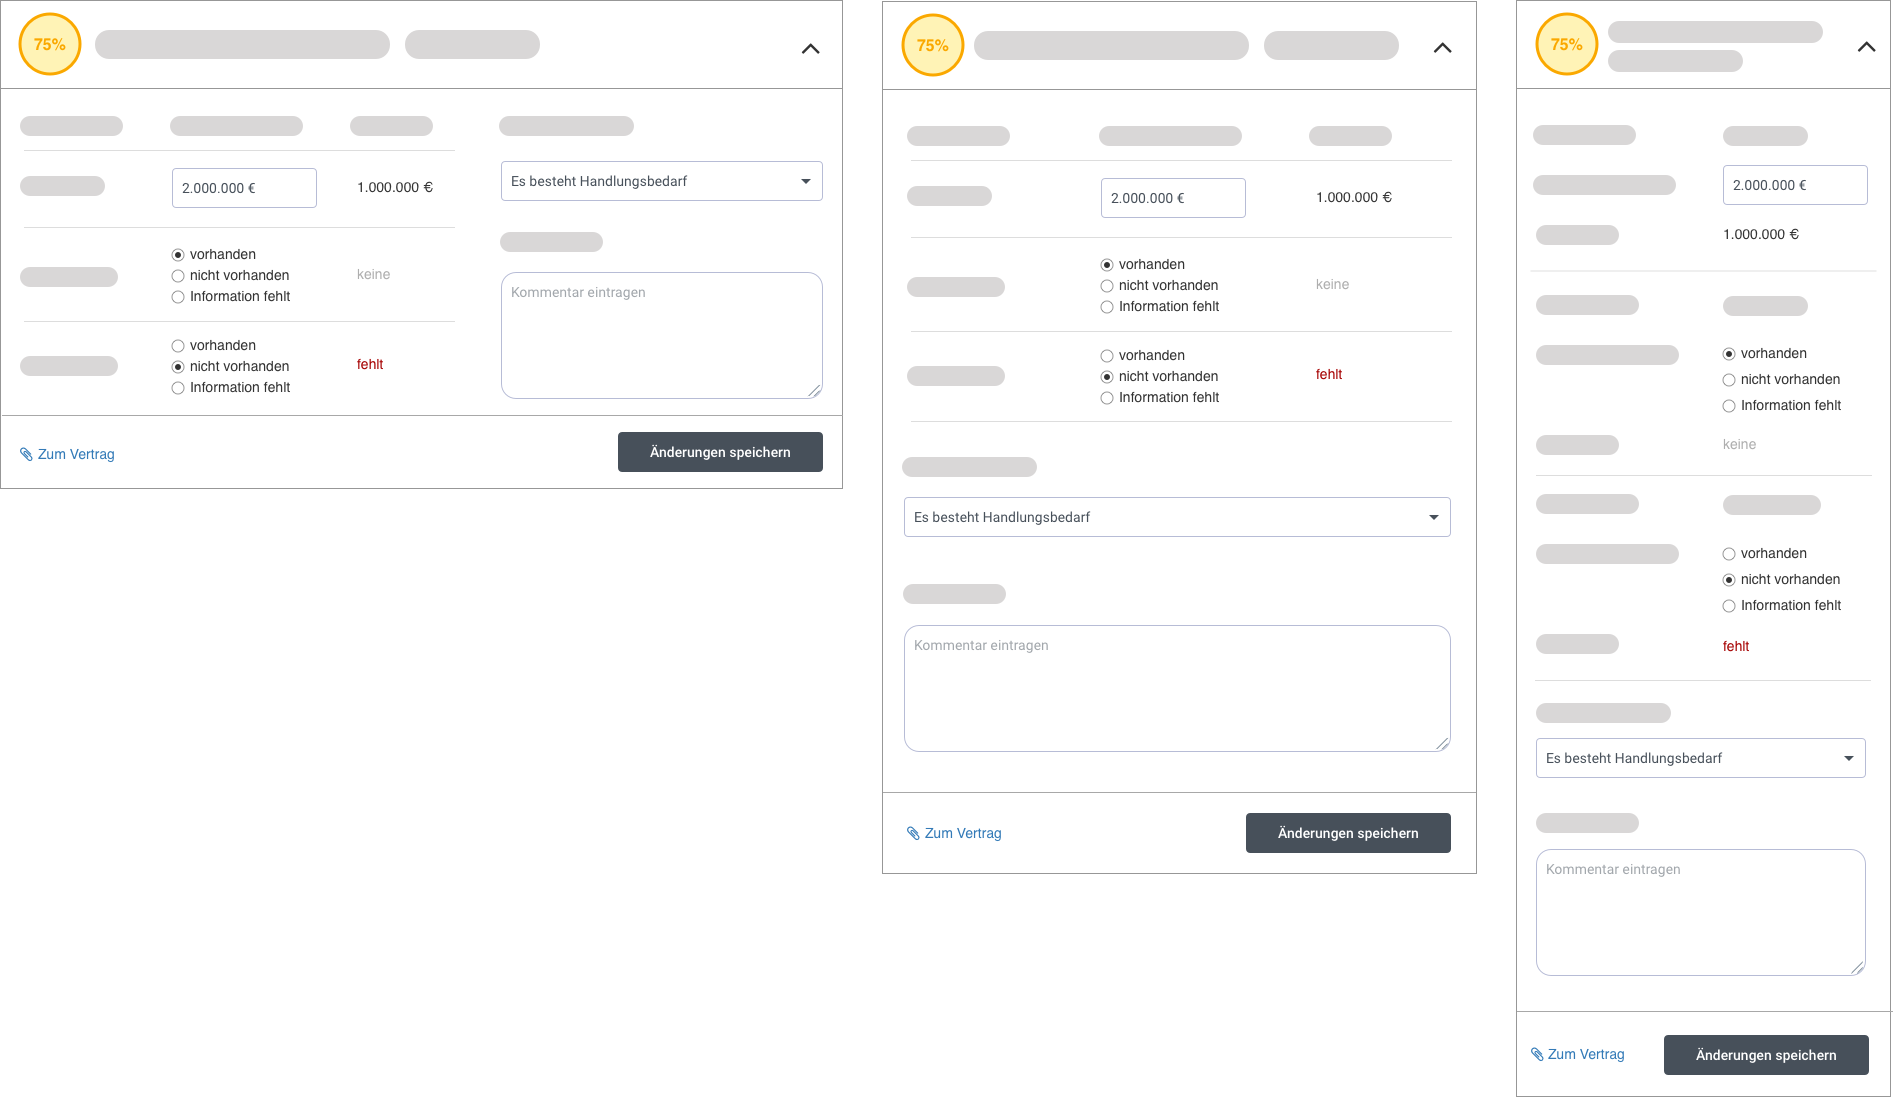 75%
2.000.000 €
1.000.000 €
vorhanden
nicht vorhanden
Information fehlt
keine
vorhanden
nicht vorhanden
Information fehlt
fehlt
Es besteht Handlungsbedarf
Kommentar eintragen
Zum Vertrag
Änderungen speichern
75%
2.000.000 €
1.000.000 €
vorhanden
nicht vorhanden
Information fehlt
keine
vorhanden
nicht vorhanden
Information fehlt
fehlt
Es besteht Handlungsbedarf
Kommentar eintragen
Zum Vertrag
Änderungen speichern
75%
2.000.000 €
1.000.000 €
vorhanden
nicht vorhanden
Information fehlt
keine
vorhanden
nicht vorhanden
Information fehlt
fehlt
Es besteht Handlungsbedarf
Kommentar eintragen
Zum Vertrag
Änderungen speichern